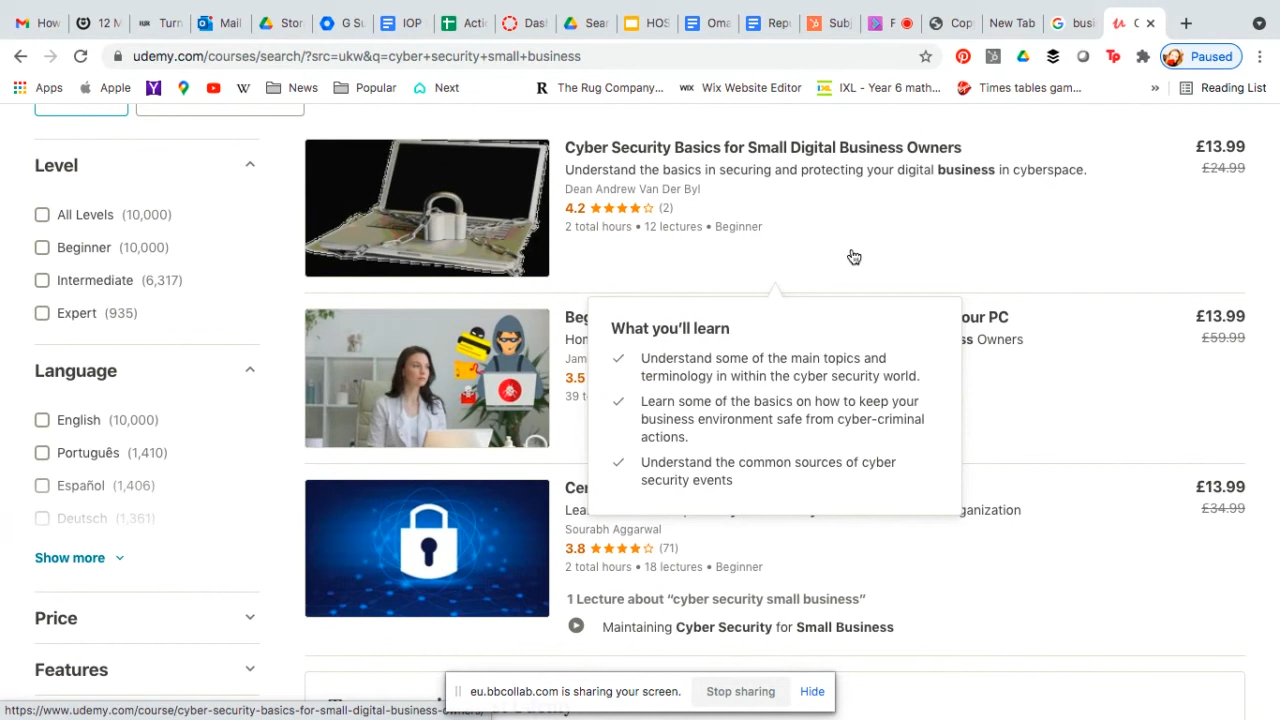 How
12 M
Turn
Mail
Stor
G Su
IOP
Acti
Dasl
Sear
HOS
Oma
Repu
Subj
F
Cop
New Tab
busi
C
udemy.com/courses/search/?src=ukw&q=cyber+security+small+business
Paused
Apps
Apple
News
Popular
Next
The Rug Company...
Wix Website Editor
IXL - Year 6 math...
Times tables gam...
»
Reading List
Level
All Levels (10,000)
Beginner (10,000)
Intermediate (6,317)
Expert (935)
Language
English (10,000)
Português (1,410)
Español (1,406)
Deutsch (1,361)
Show more
Price
Features
Cyber Security Basics for Small Digital Business Owners
£13.99
Understand the basics in securing and protecting your digital business in cyberspace.
£24.99
Dean Andrew Van Der Byl
4.2 (2)
2 total hours • 12 lectures • Beginner
Beg
our PC
£13.99
Hom
ss Owners
£59.99
Jam
3.5
39 t
What you'll learn
Understand some of the main topics and
terminology in within the cyber security world.
Learn some of the basics on how to keep your
business environment safe from cyber-criminal
actions.
Understand the common sources of cyber
security events
Cer
£13.99
Lea
ganization
£34.99
Sourabh Aggarwal
3.8 (71)
2 total hours • 18 lectures • Beginner
1 Lecture about “cyber security small business”
Maintaining Cyber Security for Small Business
eu.bbcollab.com is sharing your screen.
Stop sharing
Hide
https://www.udemy.com/course/cyber-security-basics-for-small-digital-business-owners/